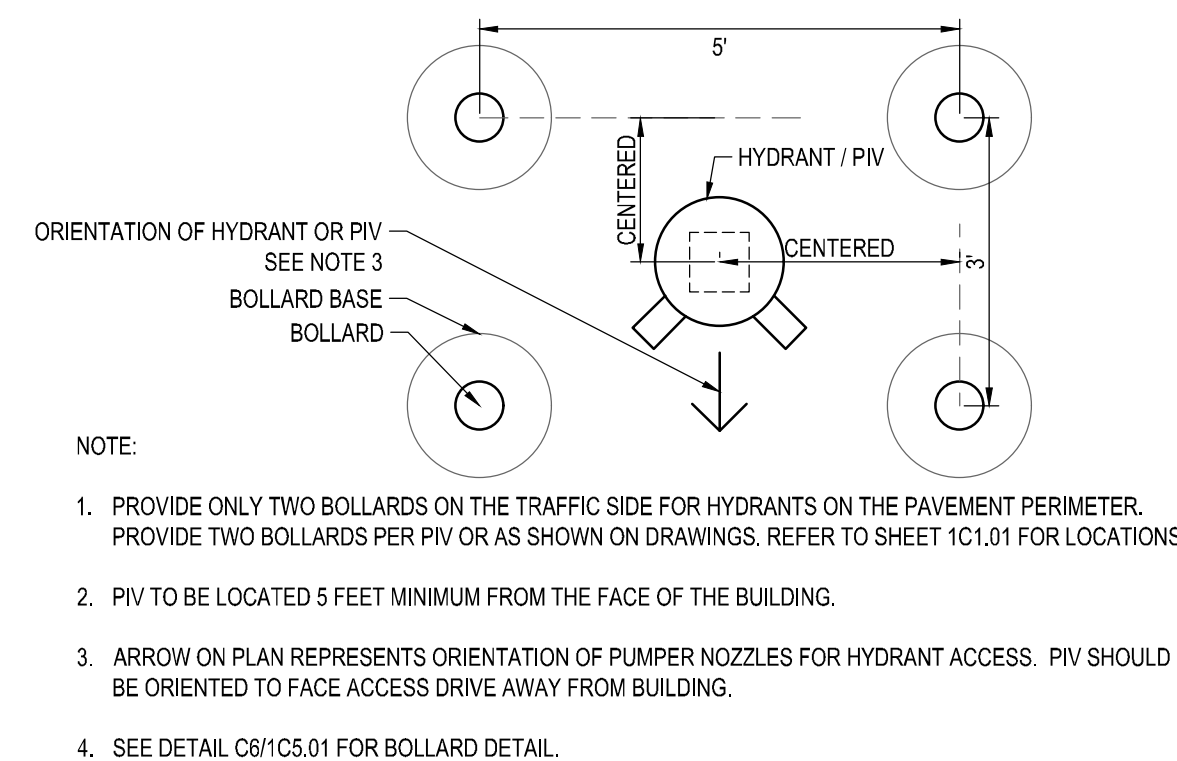 5'
HYDRANT / PIV
CENTERED
CENTERED
3'
ORIENTATION OF HYDRANT OR PIV
SEE NOTE 3
BOLLARD BASE
BOLLARD
NOTE:
1. PROVIDE ONLY TWO BOLLARDS ON THE TRAFFIC SIDE FOR HYDRANTS ON THE PAVEMENT PERIMETER.
PROVIDE TWO BOLLARDS PER PIV OR AS SHOWN ON DRAWINGS. REFER TO SHEET 1C1.01 FOR LOCATIONS
2. PIV TO BE LOCATED 5 FEET MINIMUM FROM THE FACE OF THE BUILDING.
3. ARROW ON PLAN REPRESENTS ORIENTATION OF PUMPER NOZZLES FOR HYDRANT ACCESS. PIV SHOULD
BE ORIENTED TO FACE ACCESS DRIVE AWAY FROM BUILDING.
4. SEE DETAIL C6/1C5.01 FOR BOLLARD DETAIL.